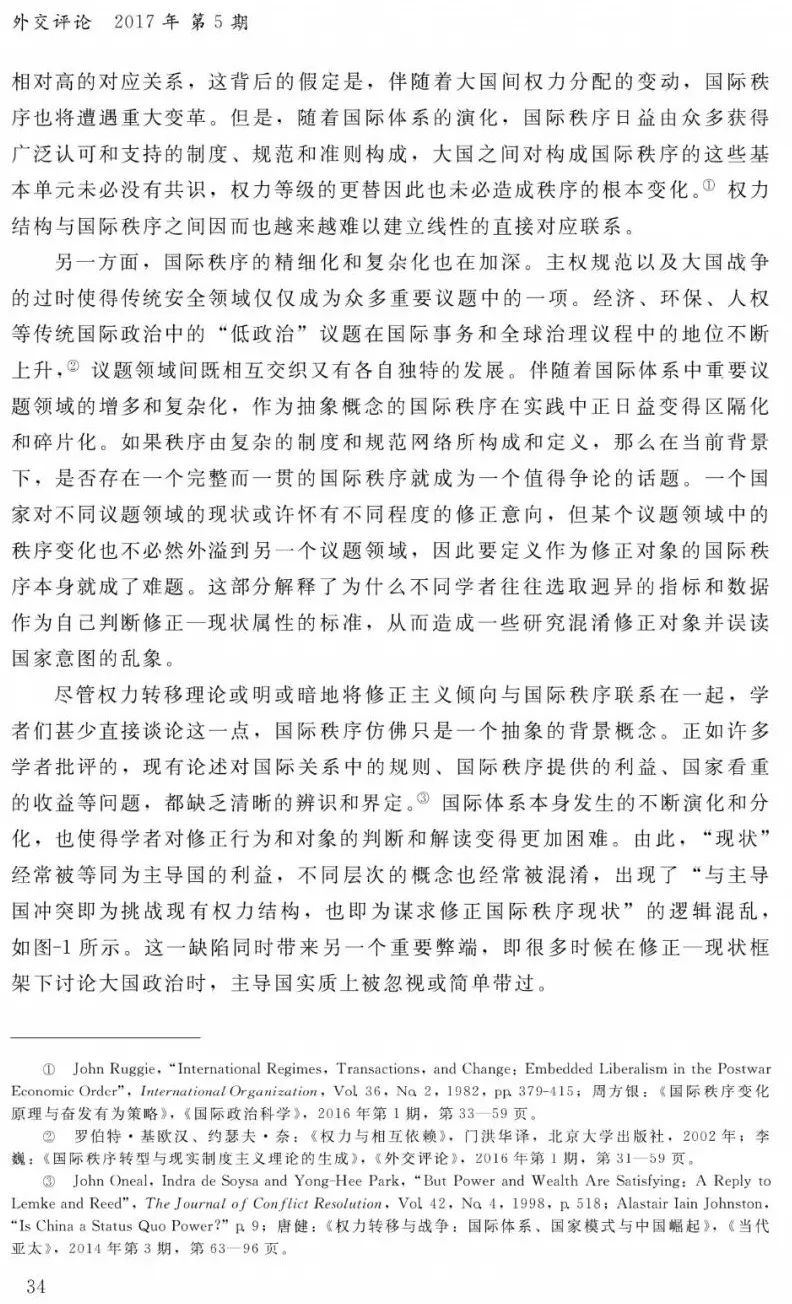 外交评论 2017 年 第 5 期
相对高的对应关系，这背后的假定是，伴随着大国间权力分配的变动，国际秩
序也将遭遇重大变革。但是，随着国际体系的演化，国际秩序日益由众多获得
广泛认可和支持的制度、规范和准则构成，大国之间对构成国际秩序的这些基
本单元未必没有共识，权力等级的更替因此也未必造成秩序的根本变化。① 权力
结构与国际秩序之间因而也越来越难以建立线性的直接对应联系。
另一方面，国际秩序的精细化和复杂化也在加深。主权规范以及大国战争
的过时使得传统安全领域仅仅成为众多重要议题中的一项。经济、环保、人权
等传统国际政治中的“低政治”议题在国际事务和全球治理议程中的地位不断
上升，② 议题领域间既相互交织又有各自独特的发展。伴随着国际体系中重要议
题领域的增多和复杂化，作为抽象概念的国际秩序在实践中正日益变得区隔化
和碎片化。如果秩序由复杂的制度和规范网络所构成和定义，那么在当前背景
下，是否存在一个完整而一贯的国际秩序就成为一个值得争论的话题。一个国
家对不同议题领域的现状或许怀有不同程度的修正意向，但某个议题领域中的
秩序变化也不必然外溢到另一个议题领域，因此要定义作为修正对象的国际秩
序本身就成了难题。这部分解释了为什么不同学者往往选取迥异的指标和数据
作为自己判断修正—现状属性的标准，从而造成一些研究混淆修正对象并误读
国家意图的乱象。
尽管权力转移理论或明或暗地将修正主义倾向与国际秩序联系在一起，学
者们甚少直接谈论这一点，国际秩序仿佛只是一个抽象的背景概念。正如许多
学者批评的，现有论述对国际关系中的规则、国际秩序提供的利益、国家看重
的收益等问题，都缺乏清晰的辨识和界定。③ 国际体系本身发生的不断演化和分
化，也使得学者对修正行为和对象的判断和解读变得更加困难。由此，“现状”
经常被等同为主导国的利益，不同层次的概念也经常被混淆，出现了“与主导
国冲突即为挑战现有权力结构，也即为谋求修正国际秩序现状”的逻辑混乱，
如图-1 所示。这一缺陷同时带来另一个重要弊端，即很多时候在修正—现状框
架下讨论大国政治时，主导国实质上被忽视或简单带过。
① John Ruggie, “International Regimes, Transactions, and Change: Embedded Liberalism in the Postwar
Economic Order”, International Organization, Vol. 36, No. 2, 1982, pp. 379-415；周方银：《国际秩序变化
原理与奋发有为策略》，《国际政治科学》，2016 年第 1 期，第 33—59 页。
② 罗伯特·基欧汉、约瑟夫·奈：《权力与相互依赖》，门洪华译，北京大学出版社，2002 年；李
巍：《国际秩序转型与现实制度主义理论的生成》，《外交评论》，2016 年第 1 期，第 31—59 页。
③ John Oneal, Indra de Soysa and Yong-Hee Park, “But Power and Wealth Are Satisfying: A Reply to
Lemke and Reed”, The Journal of Conflict Resolution, Vol. 42, No. 4, 1998, p. 518; Alastair Iain Johnston,
“Is China a Status Quo Power?” p. 9；唐健：《权力转移与战争：国际体系、国家模式与中国崛起》，《当代
亚太》，2014 年第 3 期，第 63—96 页。
34